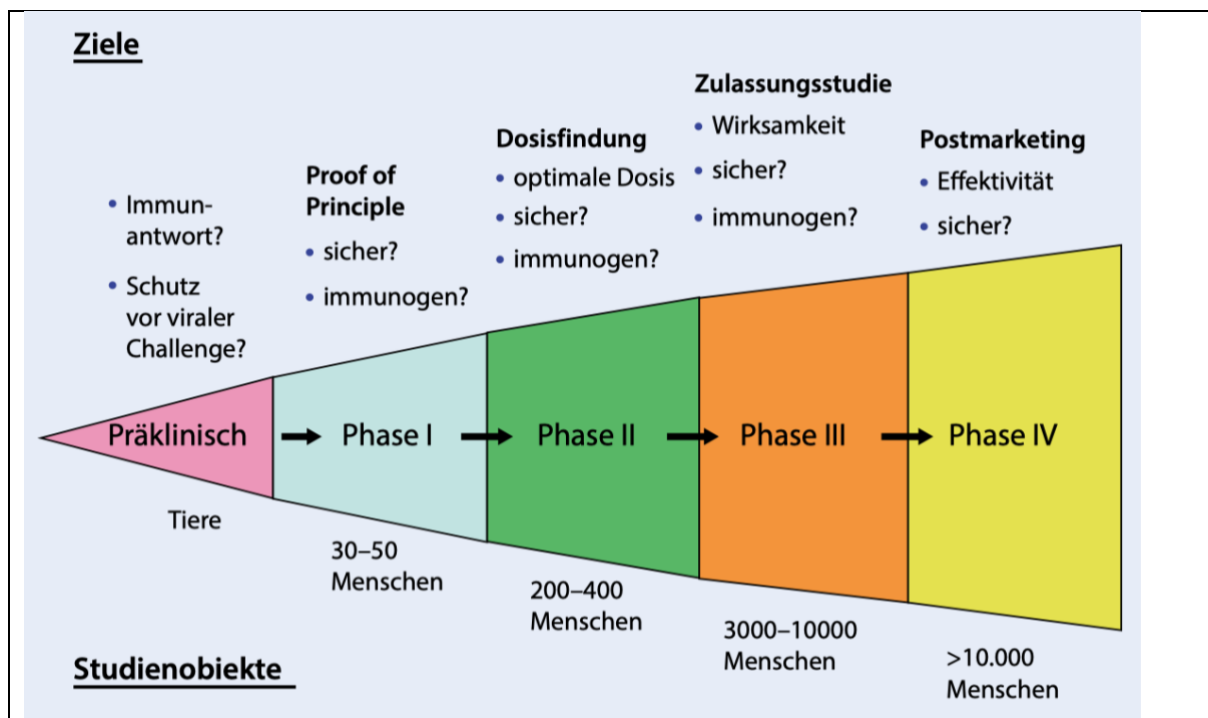 Ziele
• Immun-
antwort?
• Schutz
vor viraler
Challenge?
Proof of
Principle
• sicher?
• immunogen?
Dosisfindung
• optimale Dosis
• sicher?
• immunogen?
Zulassungsstudie
• Wirksamkeit
• sicher?
• immunogen?
Postmarketing
• Effektivität
• sicher?
Präklinisch
Phase I
Phase II
Phase III
Phase IV
Tiere
30–50
Menschen
200–400
Menschen
3000–10000
Menschen
>10.000
Menschen
Studienobiekte